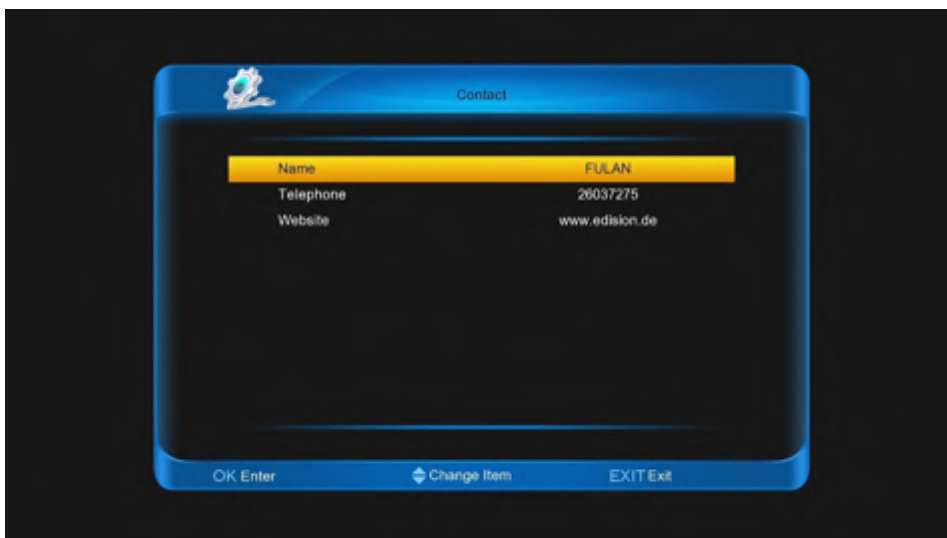 Contact
Name FULAN
Telephone 26037275
Website www.edision.de
OK Enter Change Item EXIT Exit